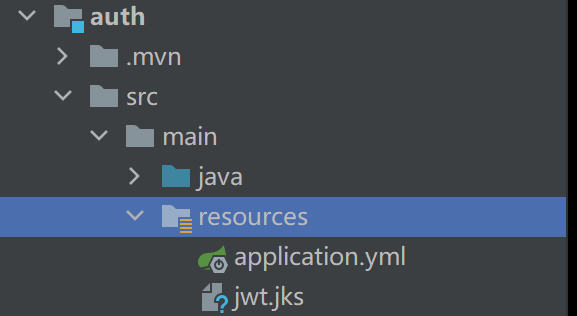 auth
.mvn
src
main
java
resources
application.yml
jwt.jks